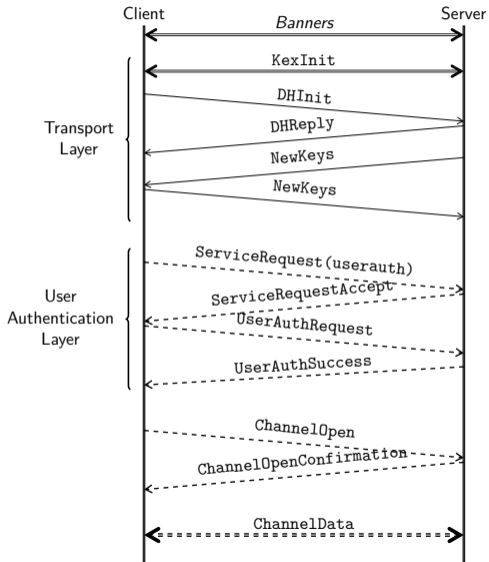 Client
Server
Banners
KexInit
DHInit
DHReply
NewKeys
NewKeys
Transport
Layer
ServiceRequest(userauth)
ServiceRequestAccept
UserAuthRequest
UserAuthSuccess
User
Authentication
Layer
ChannelOpen
ChannelOpenConfirmation
ChannelData